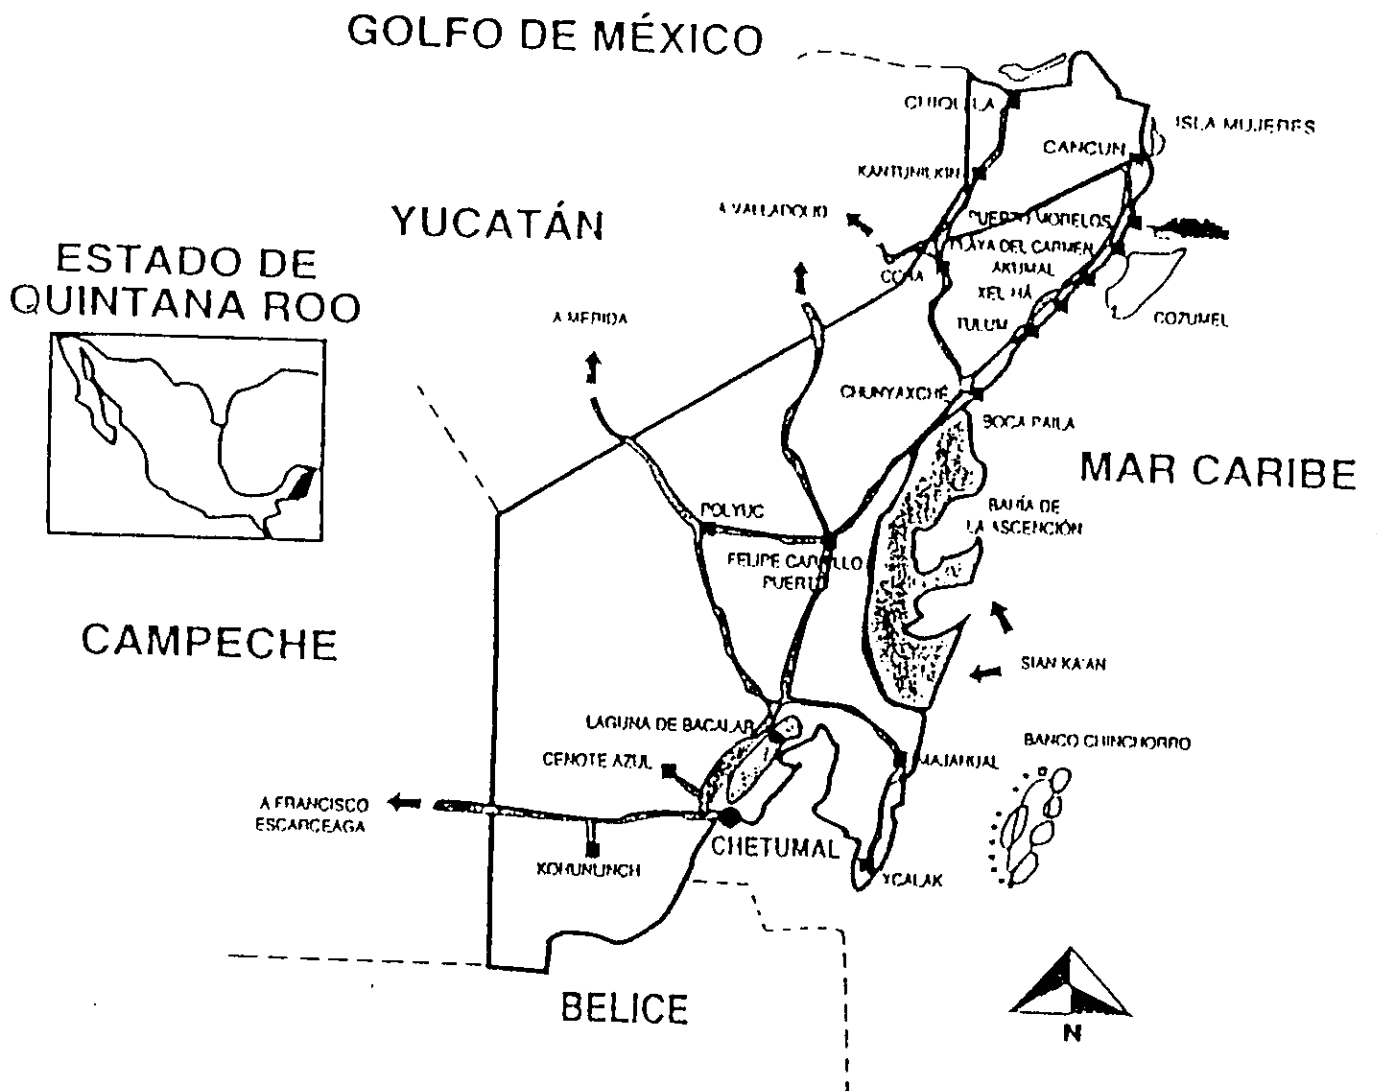 GOLFO DE MÉXICO
CHIQUILA
ISLA MUJERES
CANCUN
KANTUNILKIN
YUCATÁN
A VALLADOLID
PUERTO MORELOS
ESTADO DE
QUINTANA ROO
PLAYA DEL CARMEN
AKUMAL
COBA
XEL-HÁ
A MERIDA
TULUM
COZUMEL
CHUNYAXCHÉ
BOCA PAILA
MAR CARIBE
BAHÍA DE
LA ASCENCIÓN
POLYUC
FELIPE CARRILLO
PUERTO
CAMPECHE
SIAN KA'AN
LAGUNA DE BACALAR
BANCO CHINCHORRO
CENOTE AZUL
MAJAHUAL
A FRANCISCO
ESCARCEAGA
CHETUMAL
KOHUNUNCH
XCALAK
BELICE
N